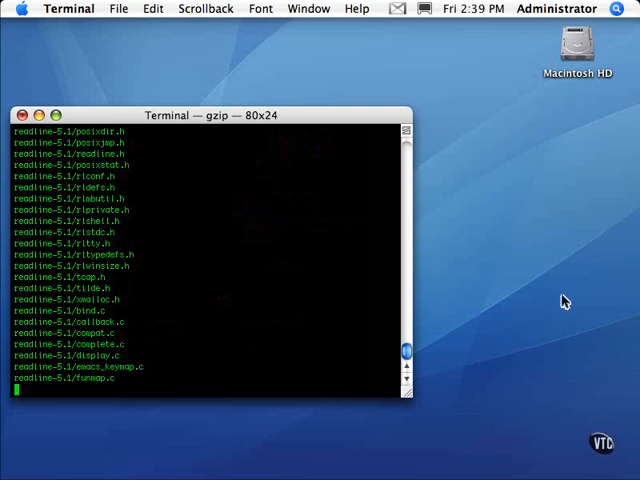 Terminal File Edit Scrollback Font Window Help Fri 2:39 PM Administrator
Macintosh HD
Terminal — gzip — 80x24
readline-5.1/posixdir.h
readline-5.1/posixjmp.h
readline-5.1/readline.h
readline-5.1/posixstat.h
readline-5.1/rlconf.h
readline-5.1/rldefs.h
readline-5.1/rlmbutil.h
readline-5.1/rlprivate.h
readline-5.1/rlshell.h
readline-5.1/rlstdc.h
readline-5.1/rltty.h
readline-5.1/rltypedefs.h
readline-5.1/rlwinsize.h
readline-5.1/tcap.h
readline-5.1/tilde.h
readline-5.1/xmalloc.h
readline-5.1/bind.c
readline-5.1/callback.c
readline-5.1/compat.c
readline-5.1/complete.c
readline-5.1/display.c
readline-5.1/emacs_keymap.c
readline-5.1/funmap.c
VTC